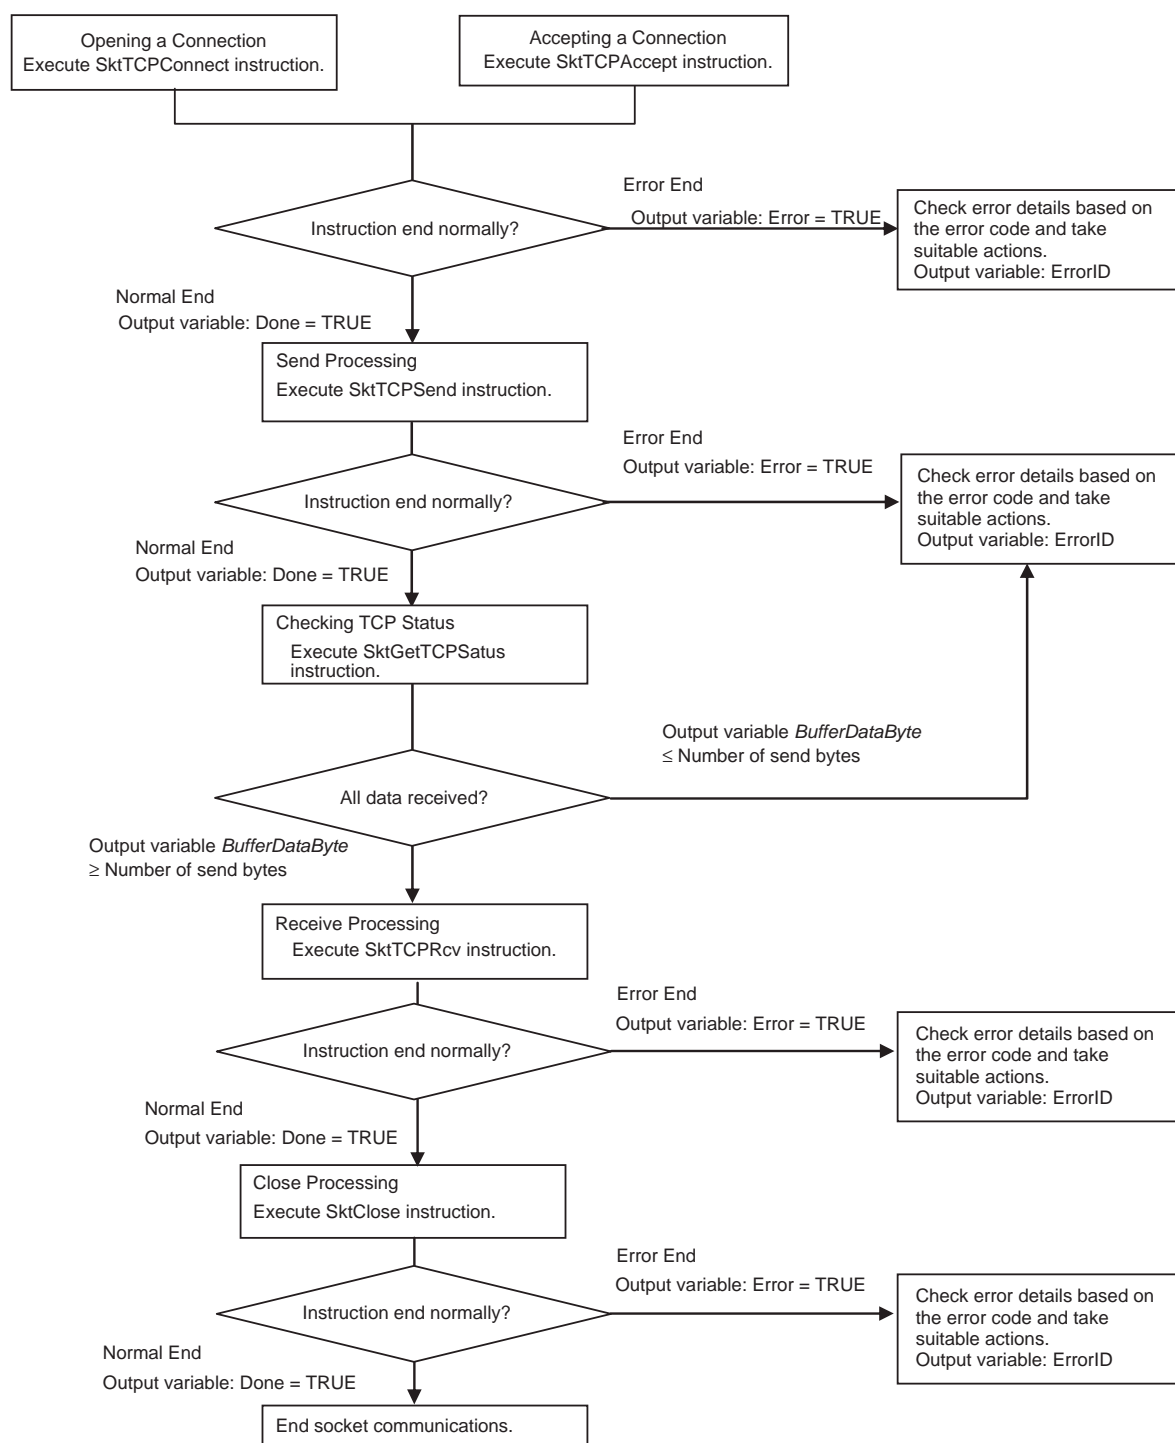 Opening a Connection
Execute SktTCPConnect instruction.
Accepting a Connection
Execute SktTCPAccept instruction.
Instruction end normally?
Error End
Output variable: Error = TRUE
Check error details based on
the error code and take
suitable actions.
Output variable: ErrorID
Normal End
Output variable: Done = TRUE
Send Processing
Execute SktTCPSend instruction.
Instruction end normally?
Error End
Output variable: Error = TRUE
Check error details based on
the error code and take
suitable actions.
Output variable: ErrorID
Normal End
Output variable: Done = TRUE
Checking TCP Status
Execute SktGetTCPSatus
instruction.
All data received?
Output variable BufferDataByte
≤ Number of send bytes
Output variable BufferDataByte
≥ Number of send bytes
Receive Processing
Execute SktTCPRcv instruction.
Instruction end normally?
Error End
Output variable: Error = TRUE
Check error details based on
the error code and take
suitable actions.
Output variable: ErrorID
Normal End
Output variable: Done = TRUE
Close Processing
Execute SktClose instruction.
Instruction end normally?
Error End
Output variable: Error = TRUE
Check error details based on
the error code and take
suitable actions.
Output variable: ErrorID
Normal End
Output variable: Done = TRUE
End socket communications.